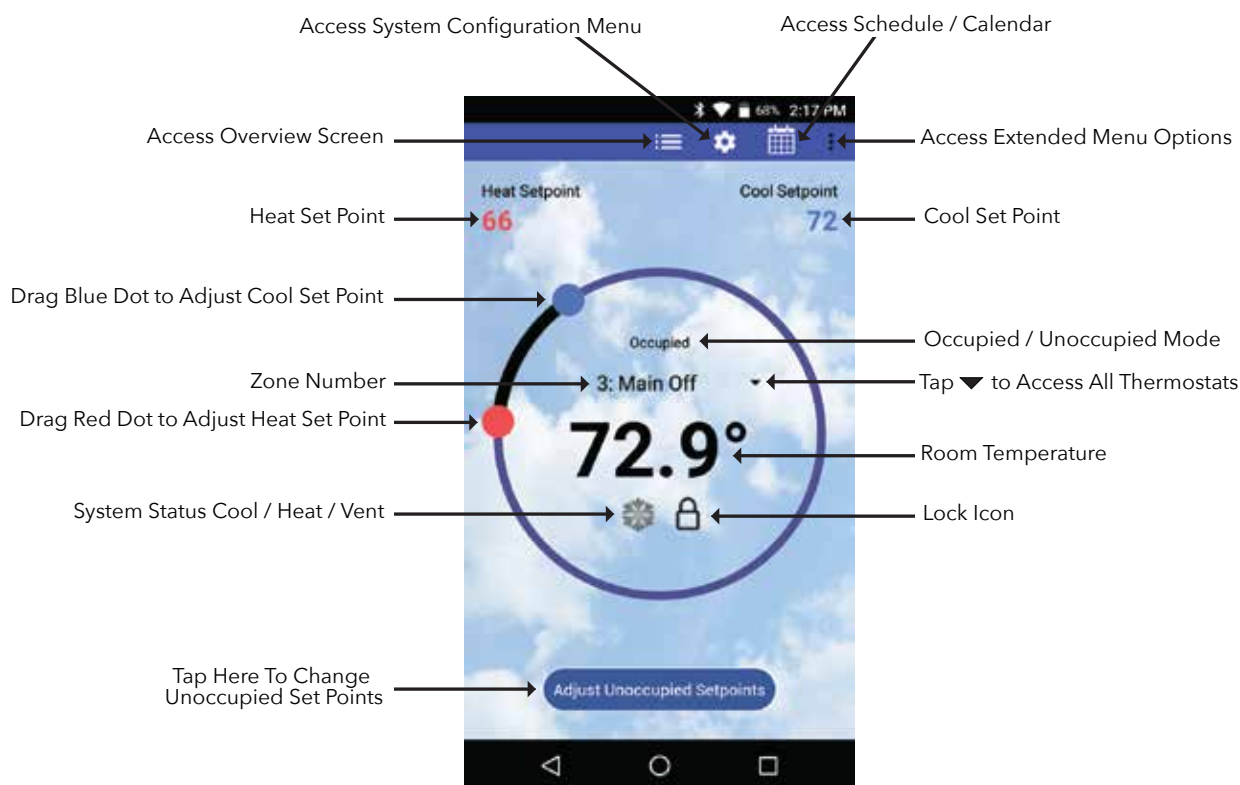 Access System Configuration Menu
Access Schedule / Calendar
68% 2:17 PM
Access Overview Screen
Access Extended Menu Options
Heat Setpoint
Cool Setpoint
Heat Set Point
66
72
Cool Set Point
Drag Blue Dot to Adjust Cool Set Point
Occupied
Occupied / Unoccupied Mode
Zone Number
3: Main Off
Tap ▼ to Access All Thermostats
Drag Red Dot to Adjust Heat Set Point
72.9°
Room Temperature
System Status Cool / Heat / Vent
Lock Icon
Tap Here To Change
Unoccupied Set Points
Adjust Unoccupied Setpoints